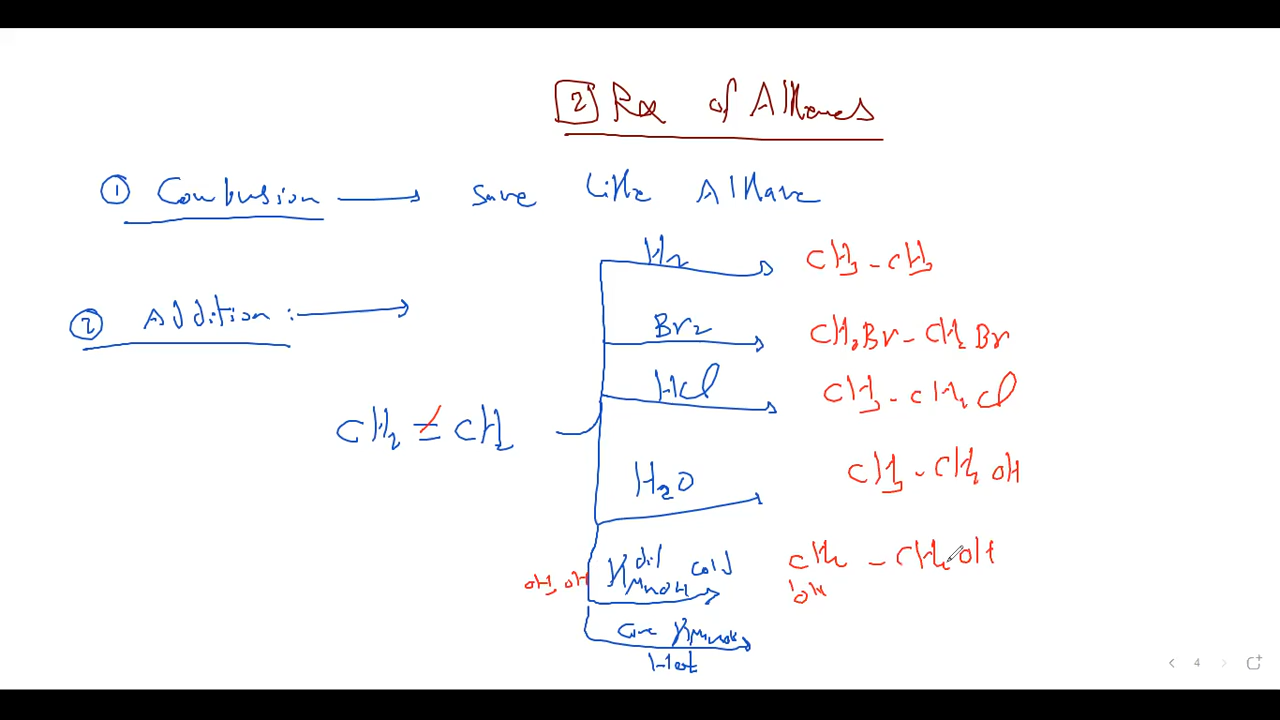 2 Rx of Alkenes
① Combusion → same like Alkane
② Addition : →
CH2 = CH2
H2 → CH3 - CH3
Br2 → CH2Br - CH2Br
HCl → CH3 - CH2Cl
H2O → CH3 - CH2OH
OH, OH KMnO4 dil cold → CH2 - CH2OH
OH
Conc KMnO4 →
Heat
4